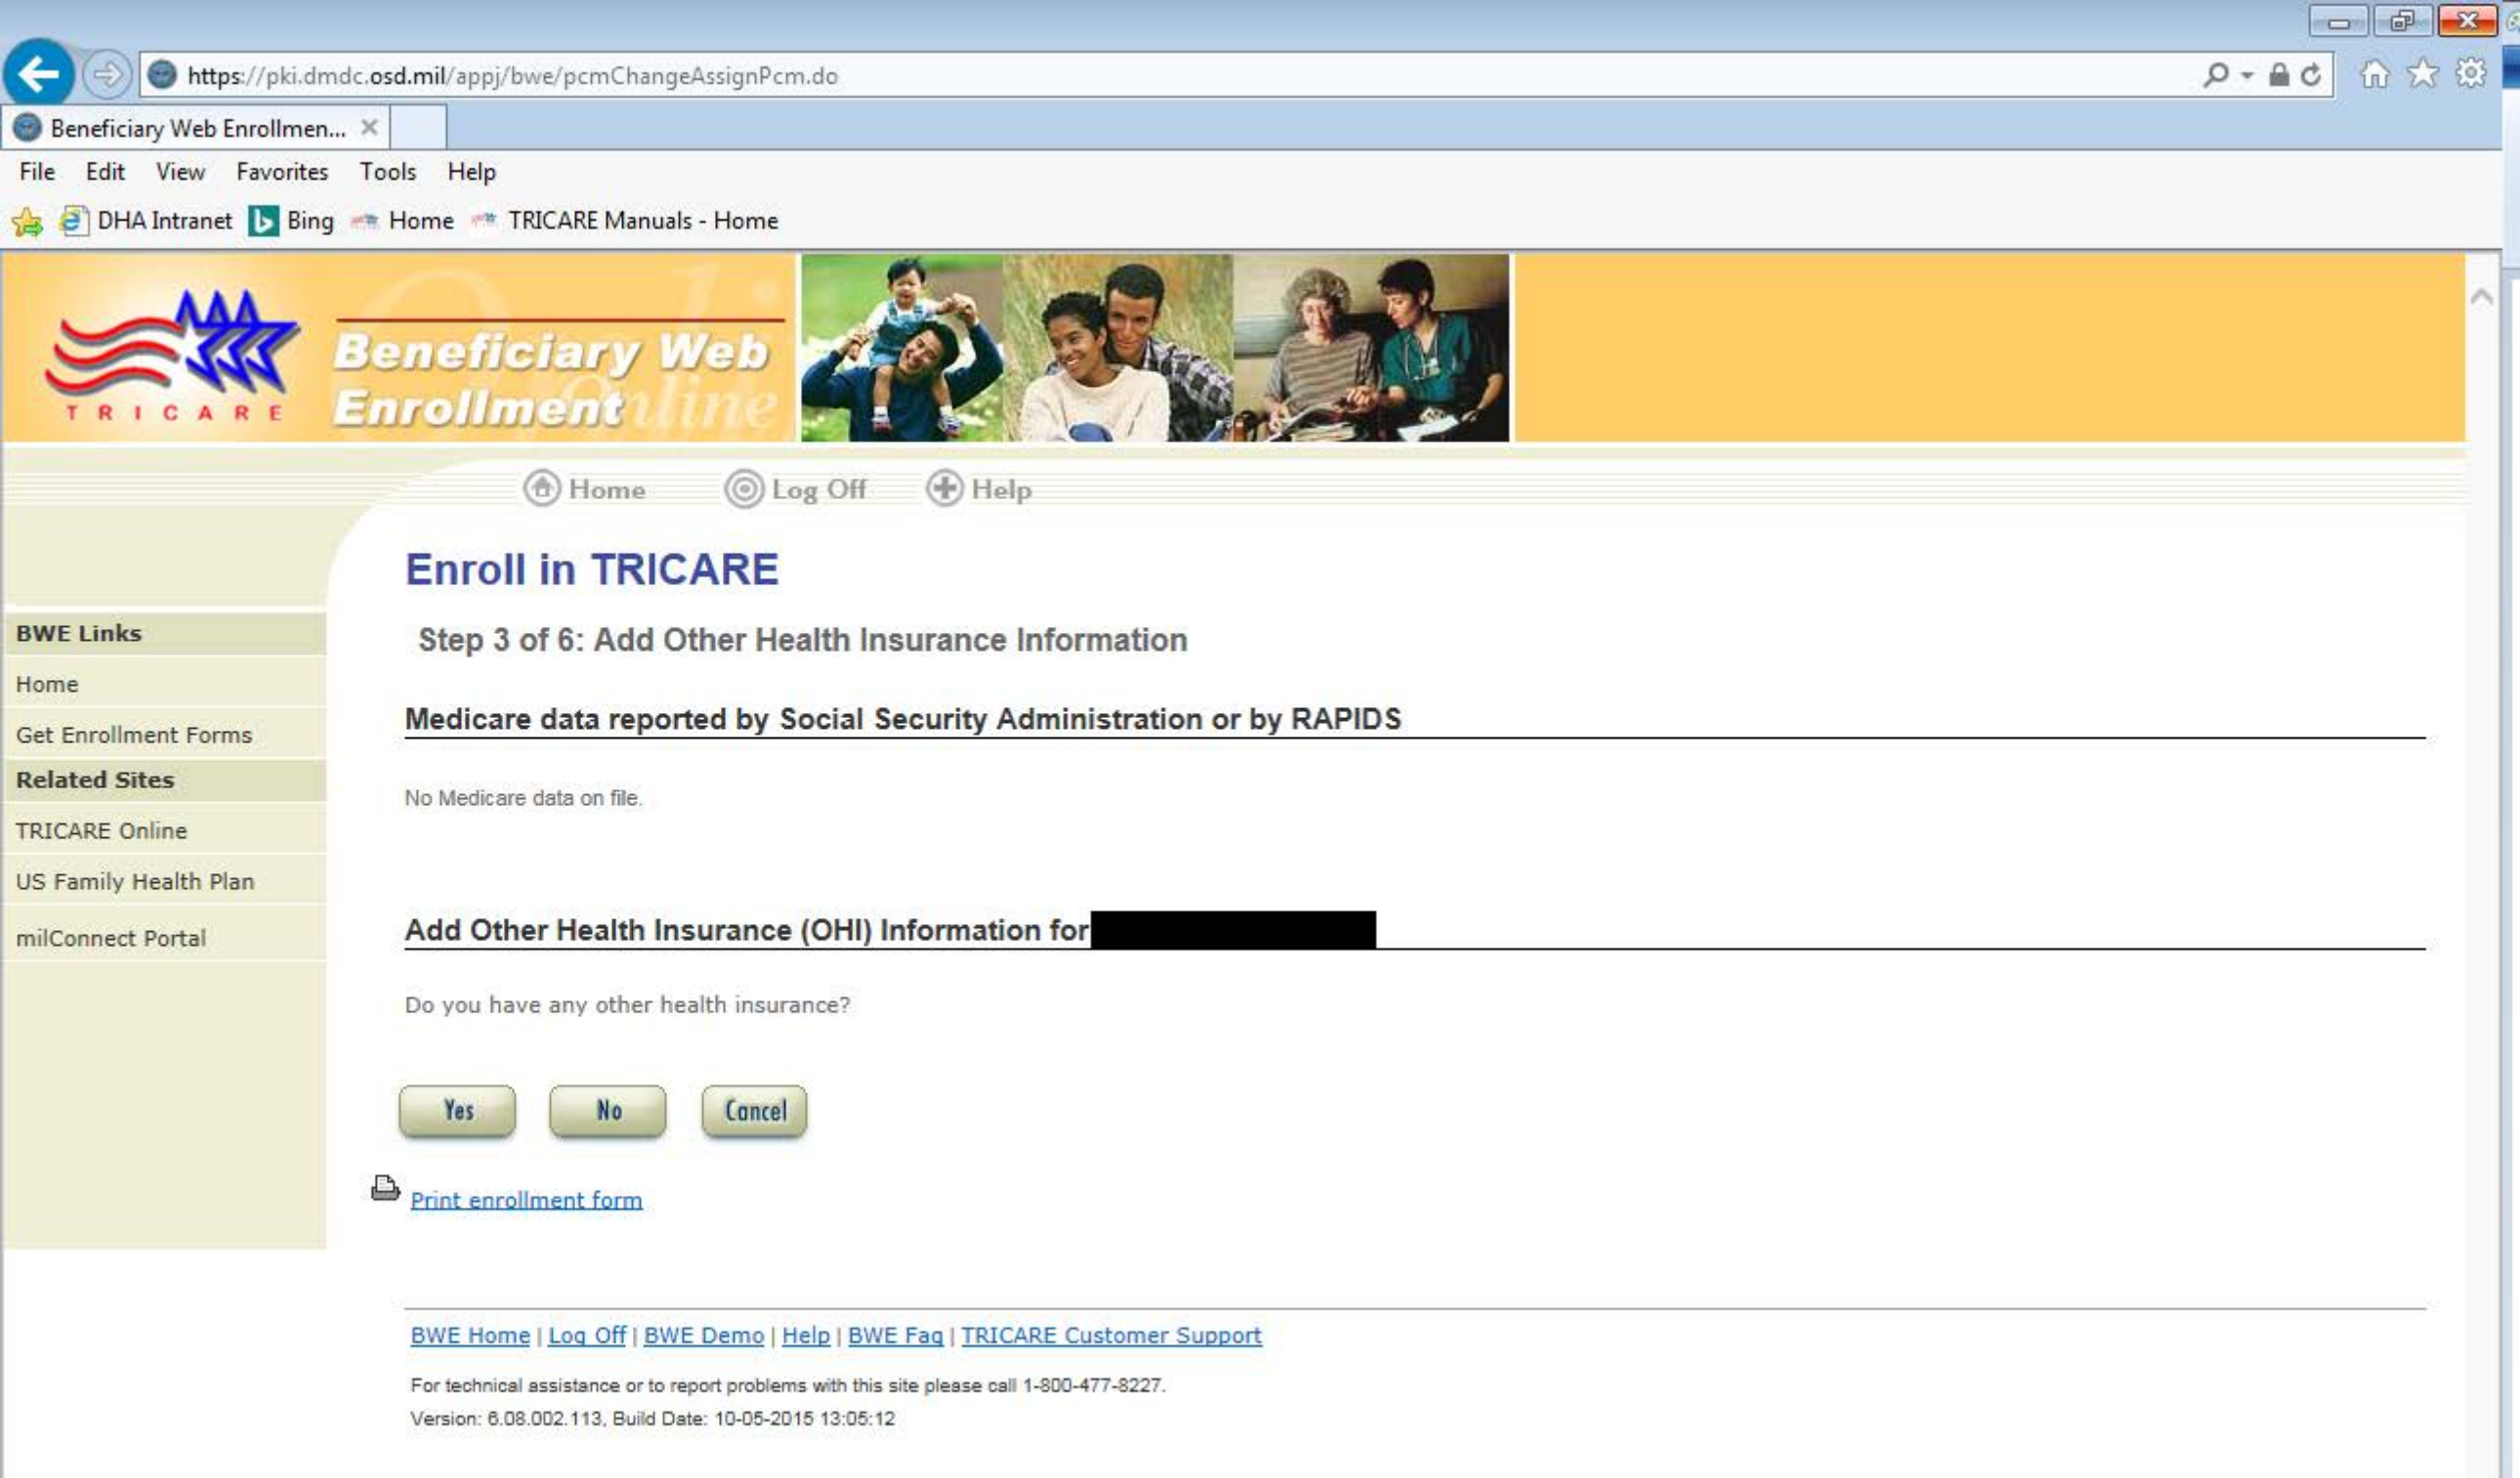 https://pki.dmdc.osd.mil/appj/bwe/pcmChangeAssignPcm.do
Beneficiary Web Enrollmen...
File Edit View Favorites Tools Help
DHA Intranet Bing Home TRICARE Manuals - Home
TRICARE
Beneficiary Web
Enrollment
Online
Home Log Off Help
Enroll in TRICARE
Step 3 of 6: Add Other Health Insurance Information
BWE Links
Home
Get Enrollment Forms
Related Sites
TRICARE Online
US Family Health Plan
milConnect Portal
Medicare data reported by Social Security Administration or by RAPIDS
No Medicare data on file.
Add Other Health Insurance (OHI) Information for
Do you have any other health insurance?
Yes No Cancel
Print enrollment form
BWE Home | Log Off | BWE Demo | Help | BWE Faq | TRICARE Customer Support
For technical assistance or to report problems with this site please call 1-800-477-8227.
Version: 6.08.002.113, Build Date: 10-05-2015 13:05:12